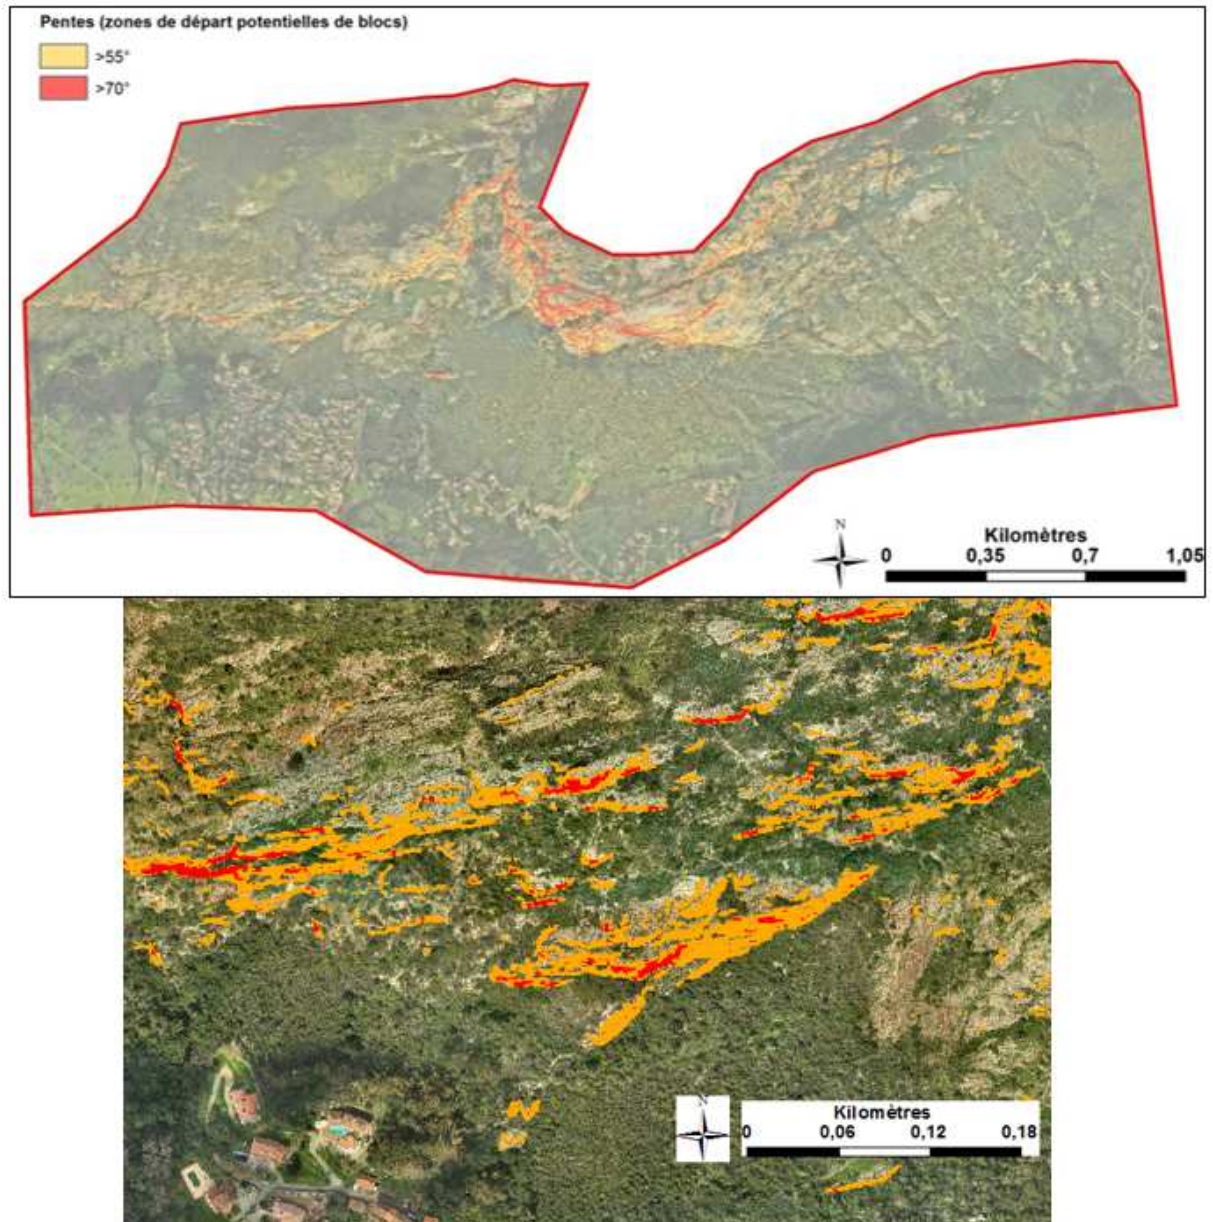 Pentes (zones de départ potentielles de blocs)
>55°
>70°
N
Kilomètres
0 0,35 0,7 1,05
N
Kilomètres
0 0,06 0,12 0,18